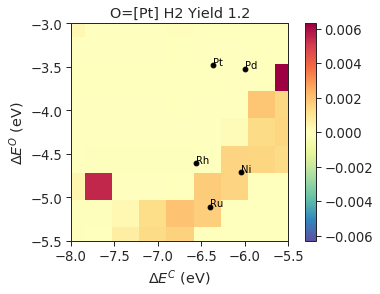 O=[Pt] H2 Yield 1.2
ΔE^O (eV)
−3.0
−3.5
−4.0
−4.5
−5.0
−5.5
Pt
Pd
Rh
Ni
Ru
−8.0 −7.5 −7.0 −6.5 −6.0 −5.5
ΔE^C (eV)
0.006
0.004
0.002
0.000
−0.002
−0.004
−0.006